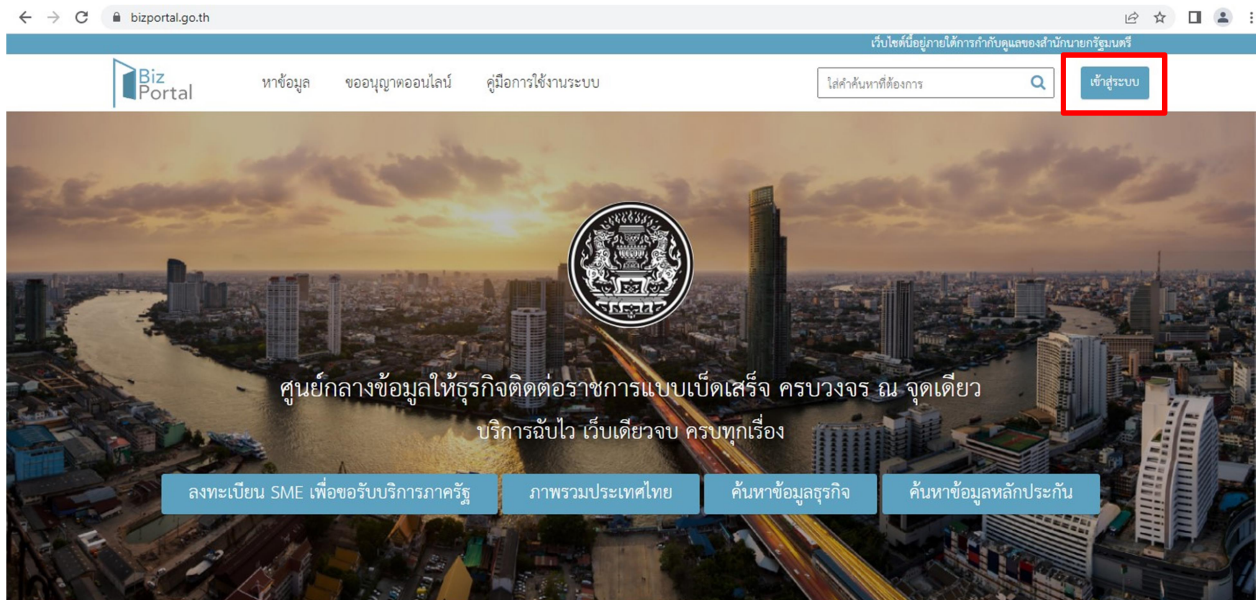 bizportal.go.th
เว็บไซต์นี้อยู่ภายใต้การกำกับดูแลของสำนักนายกรัฐมนตรี
Biz
Portal
หาข้อมูล ขออนุญาตออนไลน์ คู่มือการใช้งานระบบ ใส่คำค้นหาที่ต้องการ เข้าสู่ระบบ
ศูนย์กลางข้อมูลให้ธุรกิจติดต่อราชการแบบเบ็ดเสร็จ ครบวงจร ณ จุดเดียว
บริการฉับไว เว็บเดียวจบ ครบทุกเรื่อง
ลงทะเบียน SME เพื่อขอรับบริการภาครัฐ ภาพรวมประเทศไทย ค้นหาข้อมูลธุรกิจ ค้นหาข้อมูลหลักประกัน